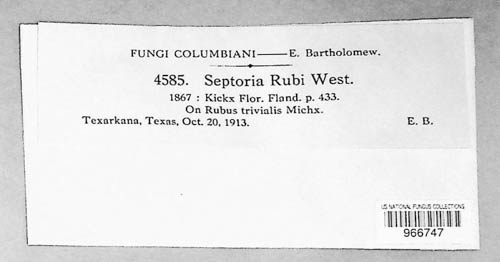 FUNGI COLUMBIANI—E. Bartholomew.
4585. Septoria Rubi West.
1867 : Kickx Flor. Fland. p. 433.
On Rubus trivialis Michx.
Texarkana, Texas, Oct. 20, 1913. E. B.
US NATIONAL FUNGUS COLLECTIONS
966747